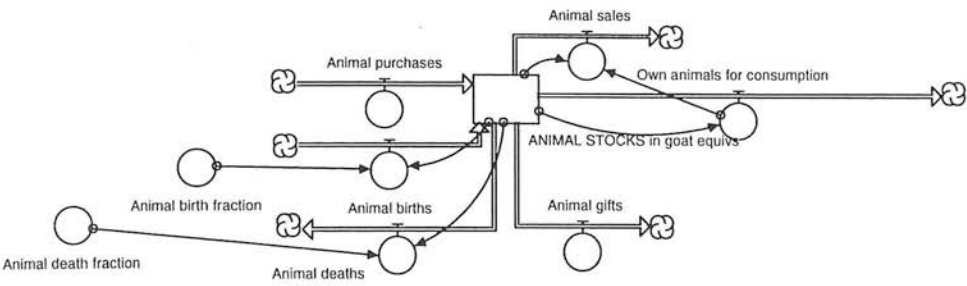 Animal sales
Animal purchases
Own animals for consumption
ANIMAL STOCKS in goat equivs
Animal birth fraction
Animal births
Animal gifts
Animal death fraction
Animal deaths